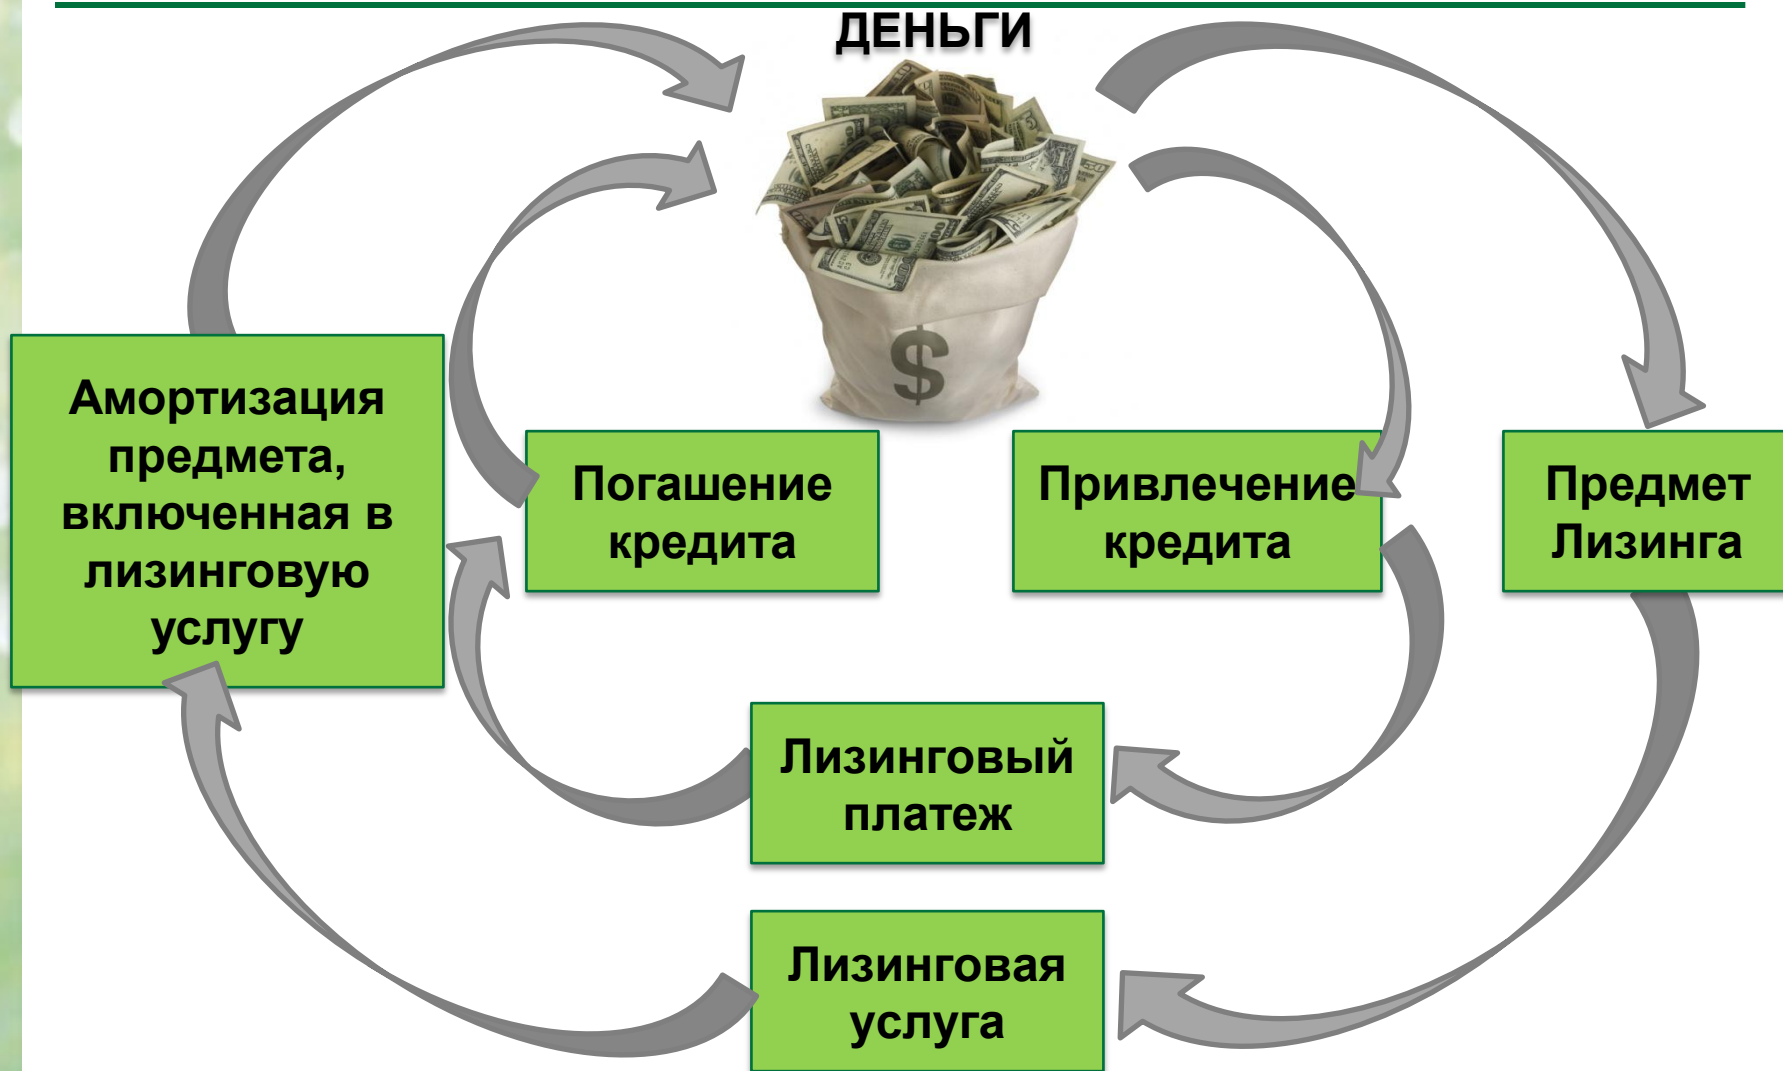 ДЕНЬГИ
$
Амортизация
предмета,
включенная в
лизинговую
услугу
Погашение
кредита
Привлечение
кредита
Предмет
Лизинга
Лизинговый
платеж
Лизинговая
услуга